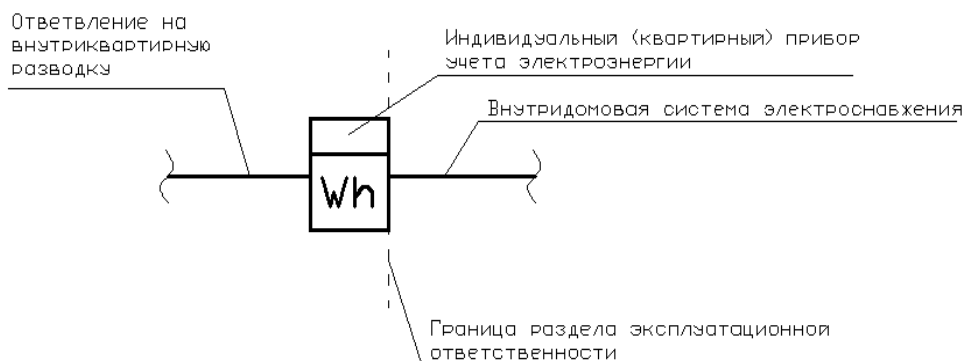 Ответвление на
внутриквартирную
разводку
Индивидуальный (квартирный) прибор
учета электроэнергии
Внутридомовая система электроснабжения
Wh
Граница раздела эксплуатационной
ответственности